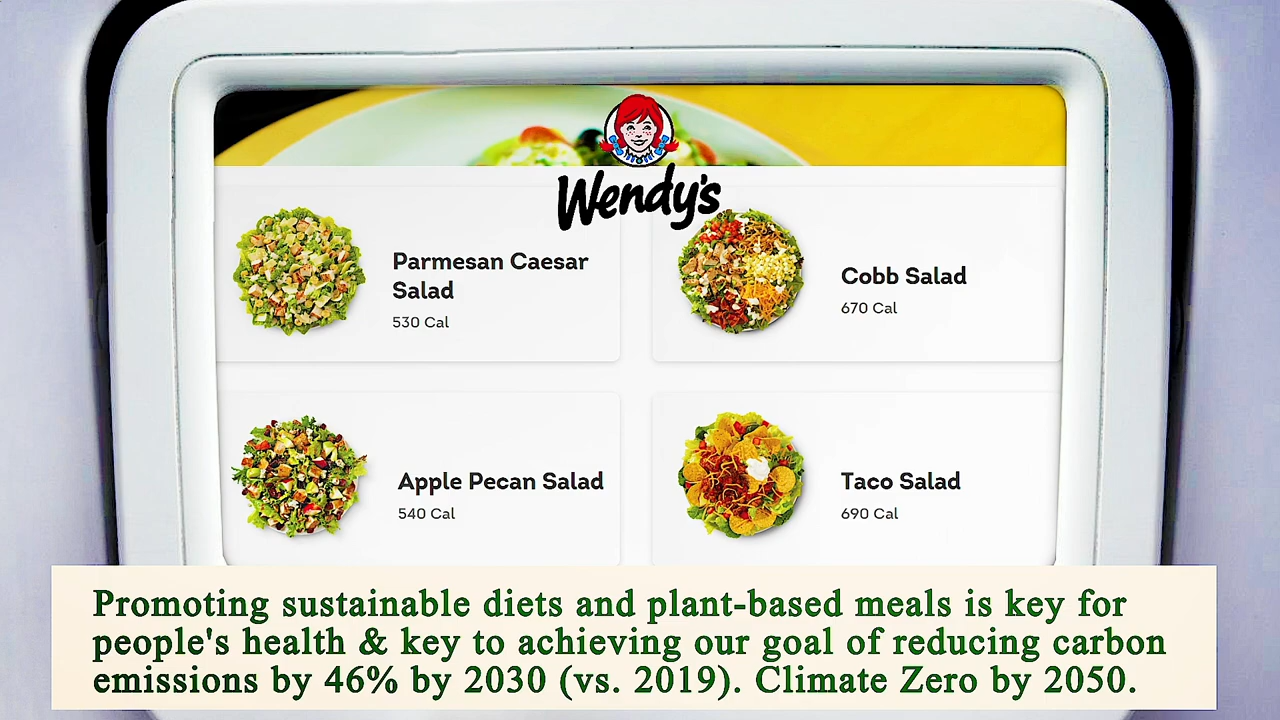 Wendy's
Parmesan Caesar
Salad
530 Cal
Cobb Salad
670 Cal
Apple Pecan Salad
540 Cal
Taco Salad
690 Cal
Promoting sustainable diets and plant-based meals is key for
people's health & key to achieving our goal of reducing carbon
emissions by 46% by 2030 (vs. 2019). Climate Zero by 2050.